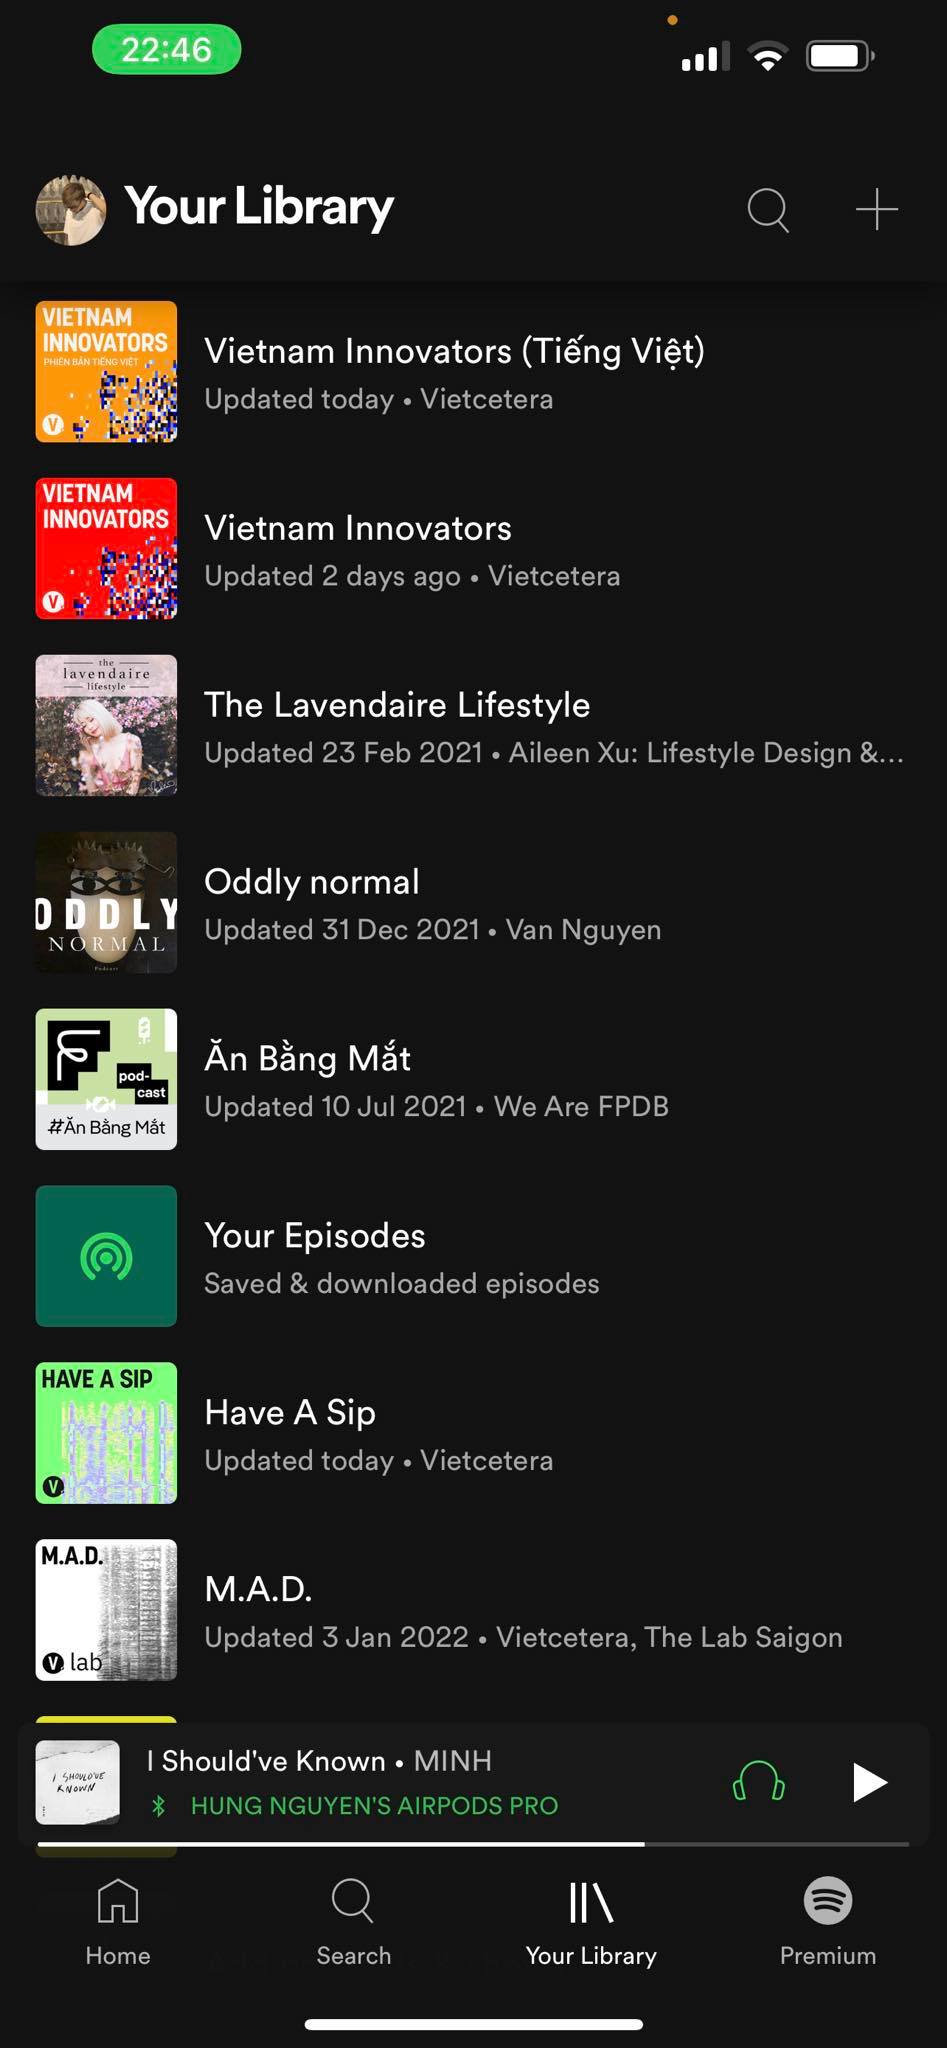 22:46
Your Library
VIETNAM
INNOVATORS
PHIÊN BẢN TIẾNG VIỆT
V
Vietnam Innovators (Tiếng Việt)
Updated today • Vietcetera
VIETNAM
INNOVATORS
V
Vietnam Innovators
Updated 2 days ago • Vietcetera
the
lavendaire
lifestyle
The Lavendaire Lifestyle
Updated 23 Feb 2021 • Aileen Xu: Lifestyle Design &...
ODDLY
NORMAL
Podcast
Oddly normal
Updated 31 Dec 2021 • Van Nguyen
pod-
cast
#Ăn Bằng Mắt
Ăn Bằng Mắt
Updated 10 Jul 2021 • We Are FPDB
Your Episodes
Saved & downloaded episodes
HAVE A SIP
V
Have A Sip
Updated today • Vietcetera
M.A.D.
V lab
M.A.D.
Updated 3 Jan 2022 • Vietcetera, The Lab Saigon
I SHOULD'VE
KNOWN
I Should've Known • MINH
HUNG NGUYEN'S AIRPODS PRO
Home
Search
Your Library
Premium